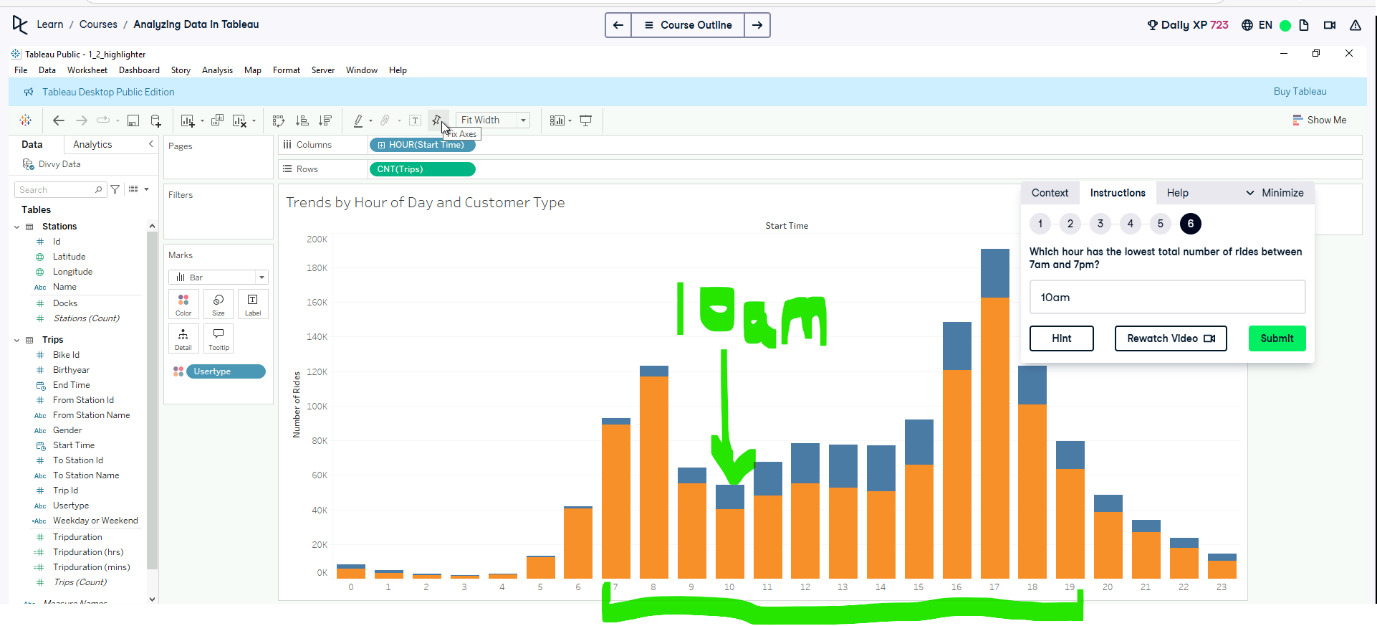 Learn / Courses / Analyzing Data in Tableau
Course Outline
Daily XP 723
EN
Tableau Public - 1_2_highlighter
File Data Worksheet Dashboard Story Analysis Map Format Server Window Help
Tableau Desktop Public Edition
Buy Tableau
Fit Width
Show Me
Fix Axes
Data Analytics
Divvy Data
Search
Tables
Stations
Id
Latitude
Longitude
Abc Name
Docks
Stations (Count)
Trips
Bike Id
Birthyear
End Time
From Station Id
Abc From Station Name
Abc Gender
Start Time
To Station Id
Abc To Station Name
Trip Id
Abc Usertype
Abc Weekday or Weekend
Tripduration
Tripduration (hrs)
Tripduration (mins)
Trips (Count)
Abc Measure Names
Pages
Filters
Marks
Bar
Color Size Label
Detail Tooltip
Usertype
Columns HOUR(Start Time)
Rows CNT(Trips)
Trends by Hour of Day and Customer Type
Start Time
Number of Rides
200K
180K
160K
140K
120K
100K
80K
60K
40K
20K
0K
0 1 2 3 4 5 6 7 8 9 10 11 12 13 14 15 16 17 18 19 20 21 22 23
10am
Context Instructions Help Minimize
1 2 3 4 5 6
Which hour has the lowest total number of rides between
7am and 7pm?
10am
Hint Rewatch Video Submit